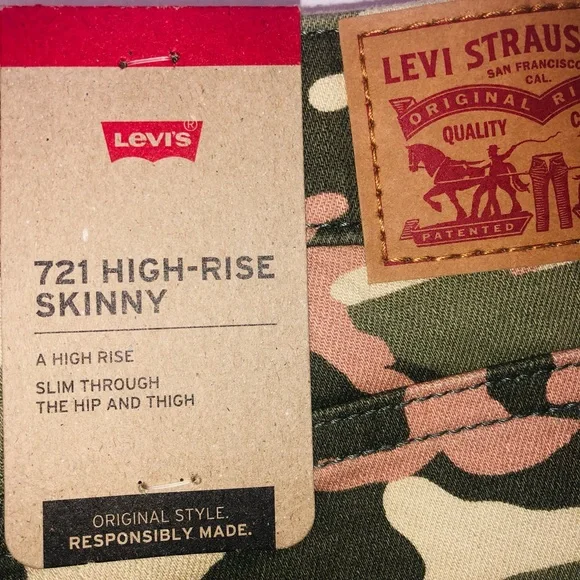 LEVI'S®
721 HIGH-RISE
SKINNY
A HIGH RISE
SLIM THROUGH
THE HIP AND THIGH
ORIGINAL STYLE.
RESPONSIBLY MADE.
LEVI STRAUSS
SAN FRANCISCO
CAL.
ORIGINAL
QUALITY
PATENTED